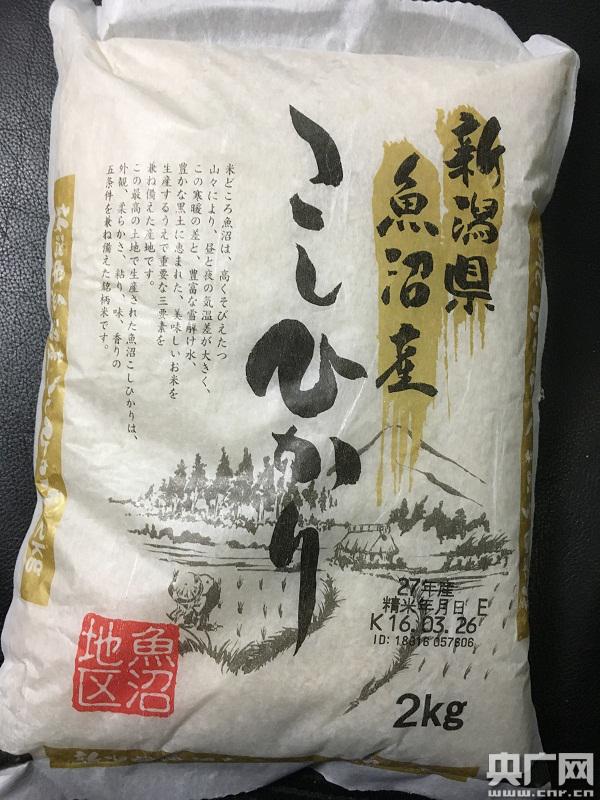 新潟県
魚沼産
こしひかり
米どころ魚沼は、高くそびえたつ
山々により、昼と夜の気温差が大きく、
この寒暖の差と、豊富な雪解け水、
豊かな黒土に恵まれた、美味しいお米を
生産するうえで重要な三要素を
兼ね備えた産地です。
この最高の土地で生産された魚沼こしひかりは、
外観、柔らかさ、粘り、味、香りの
五条件を兼ね備えた銘柄米です。
27年産
精米年月日 E
K 16.03.26
ID: 18616 057606
2kg
魚沼
地区
央广网
www.cnr.cn